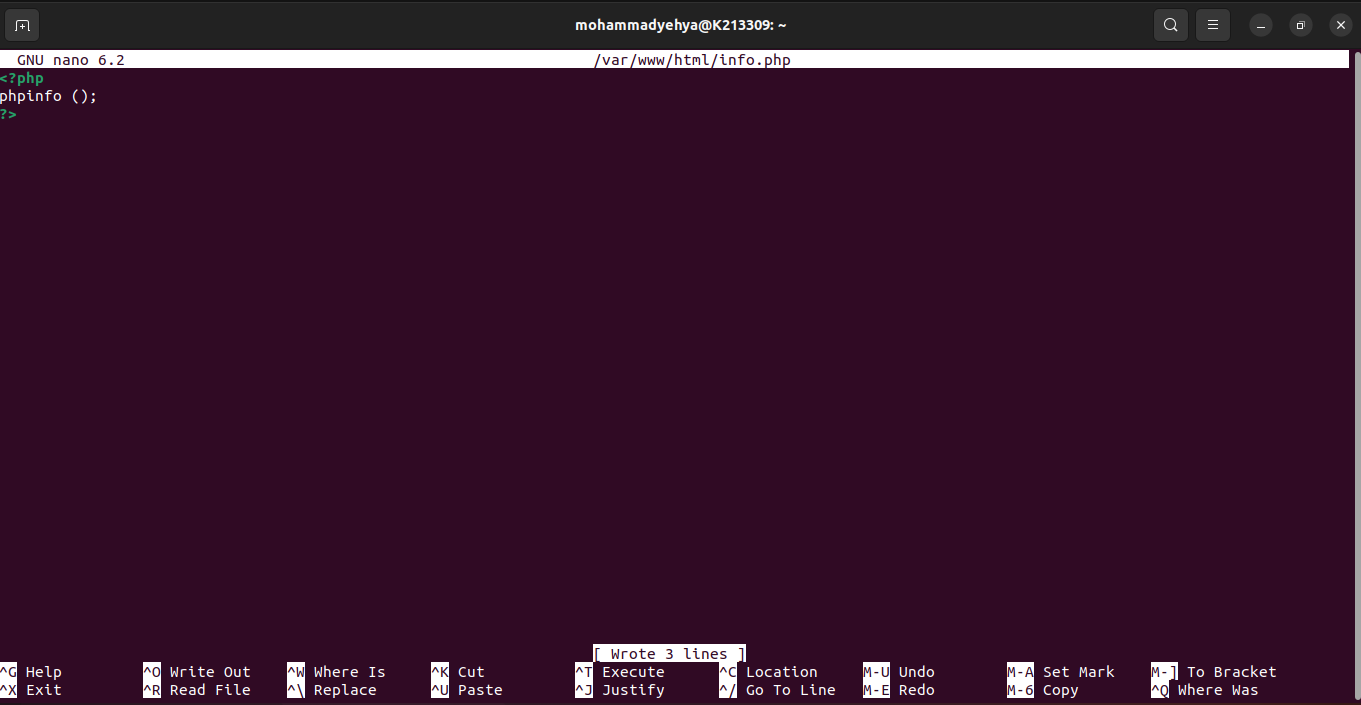 mohammadyehya@K213309: ~
GNU nano 6.2 /var/www/html/info.php
<?php
phpinfo ();
?>
[ Wrote 3 lines ]
^G Help ^O Write Out ^W Where Is ^K Cut ^T Execute ^C Location M-U Undo M-A Set Mark M-] To Bracket
^X Exit ^R Read File ^\ Replace ^U Paste ^J Justify ^/ Go To Line M-E Redo M-6 Copy ^Q Where Was